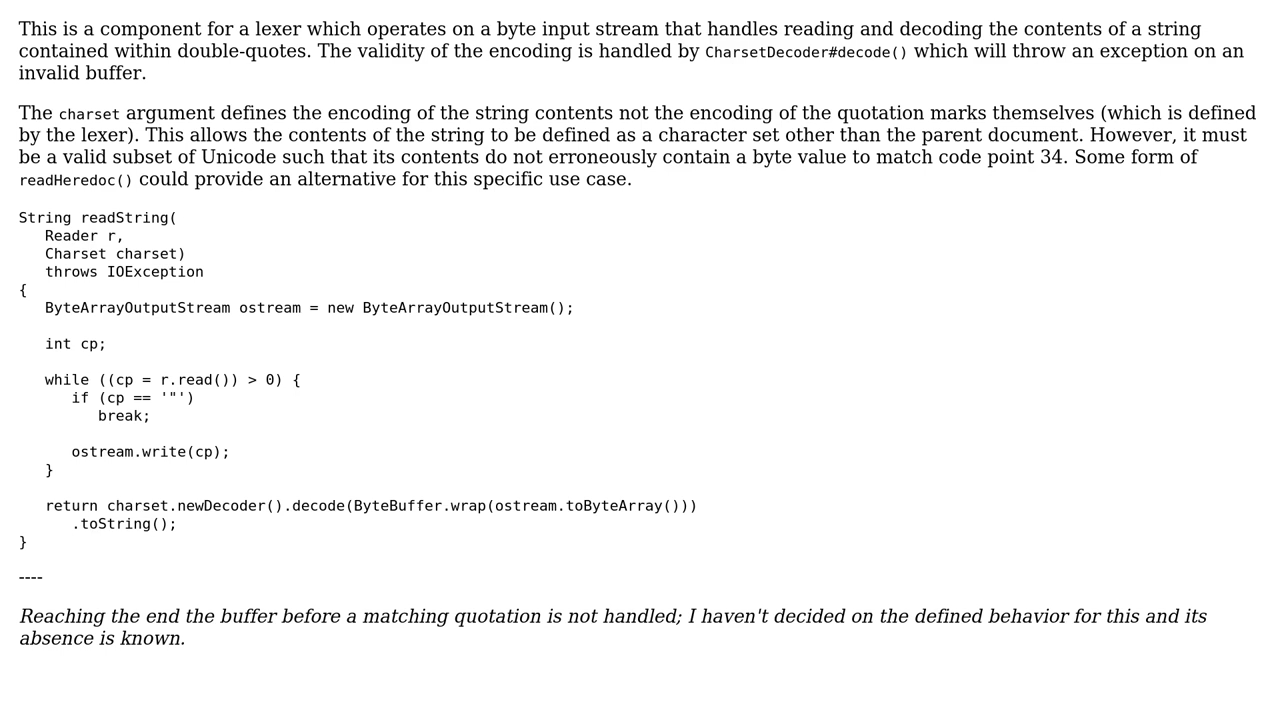 This is a component for a lexer which operates on a byte input stream that handles reading and decoding the contents of a string
contained within double-quotes. The validity of the encoding is handled by CharsetDecoder#decode() which will throw an exception on an
invalid buffer.
The charset argument defines the encoding of the string contents not the encoding of the quotation marks themselves (which is defined
by the lexer). This allows the contents of the string to be defined as a character set other than the parent document. However, it must
be a valid subset of Unicode such that its contents do not erroneously contain a byte value to match code point 34. Some form of
readHeredoc() could provide an alternative for this specific use case.
String readString(
   Reader r,
   Charset charset)
   throws IOException
{
   ByteArrayOutputStream ostream = new ByteArrayOutputStream();
   int cp;
   while ((cp = r.read()) > 0) {
      if (cp == '"')
         break;
      ostream.write(cp);
   }
   return charset.newDecoder().decode(ByteBuffer.wrap(ostream.toByteArray()))
      .toString();
}
----
Reaching the end the buffer before a matching quotation is not handled; I haven't decided on the defined behavior for this and its
absence is known.